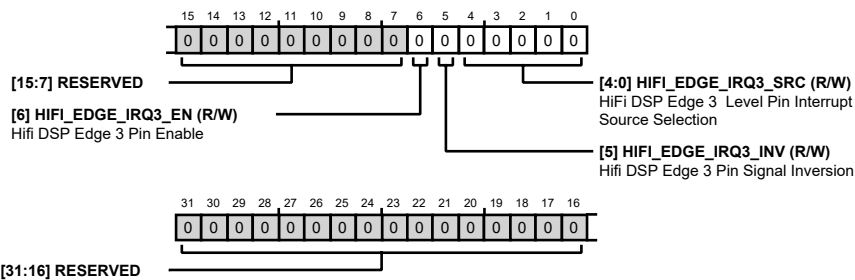 15 14 13 12 11 10 9 8 7 6 5 4 3 2 1 0
0 0 0 0 0 0 0 0 0 0 0 0 0 0 0 0
[15:7] RESERVED
[6] HIFI_EDGE_IRQ3_EN (R/W)
Hifi DSP Edge 3 Pin Enable
[4:0] HIFI_EDGE_IRQ3_SRC (R/W)
HiFi DSP Edge 3 Level Pin Interrupt
Source Selection
[5] HIFI_EDGE_IRQ3_INV (R/W)
Hifi DSP Edge 3 Pin Signal Inversion
31 30 29 28 27 26 25 24 23 22 21 20 19 18 17 16
0 0 0 0 0 0 0 0 0 0 0 0 0 0 0 0
[31:16] RESERVED